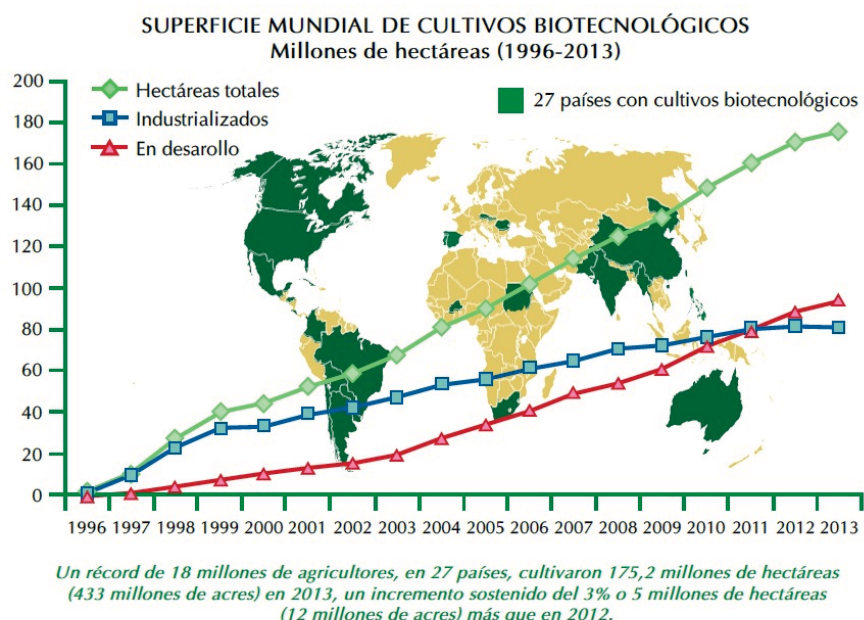 SUPERFICIE MUNDIAL DE CULTIVOS BIOTECNOLÓGICOS
Millones de hectáreas (1996-2013)
200
180
160
140
120
100
80
60
40
20
0
Hectáreas totales
Industrializados
En desarollo
27 países con cultivos biotecnológicos
1996 1997 1998 1999 2000 2001 2002 2003 2004 2005 2006 2007 2008 2009 2010 2011 2012 2013
Un récord de 18 millones de agricultores, en 27 países, cultivaron 175,2 millones de hectáreas
(433 millones de acres) en 2013, un incremento sostenido del 3% o 5 millones de hectáreas
(12 millones de acres) más que en 2012.